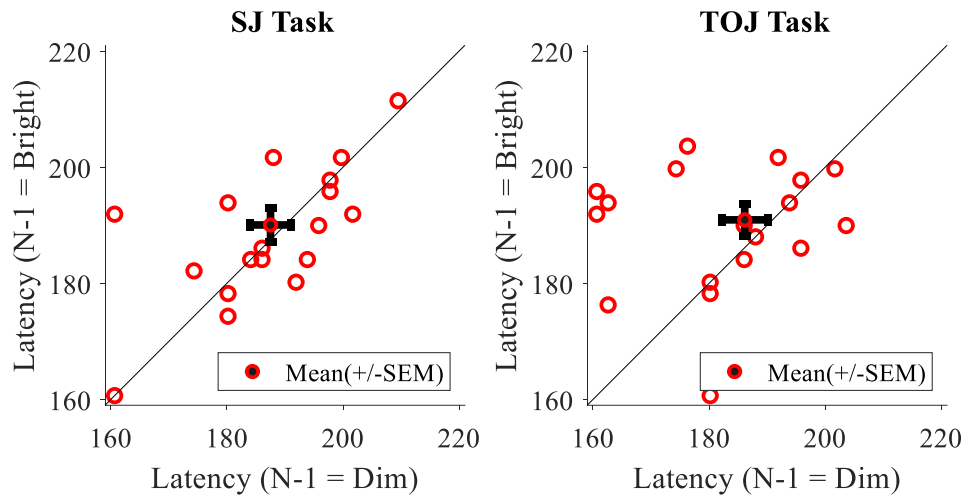 SJ Task
220
200
180
160
160
180
200
220
Latency (N-1 = Bright)
Latency (N-1 = Dim)
Mean(+/-SEM)
TOJ Task
220
200
180
160
160
180
200
220
Latency (N-1 = Bright)
Latency (N-1 = Dim)
Mean(+/-SEM)